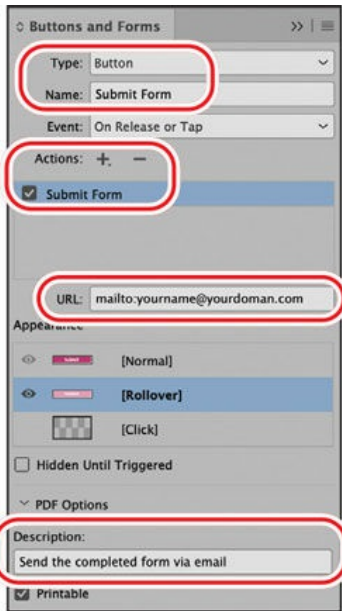 Buttons and Forms
Type: Button
Name: Submit Form
Event: On Release or Tap
Actions:
Submit Form
URL: mailto:yourname@yourdoman.com
Appearance
[Normal]
[Rollover]
[Click]
Hidden Until Triggered
PDF Options
Description:
Send the completed form via email
Printable